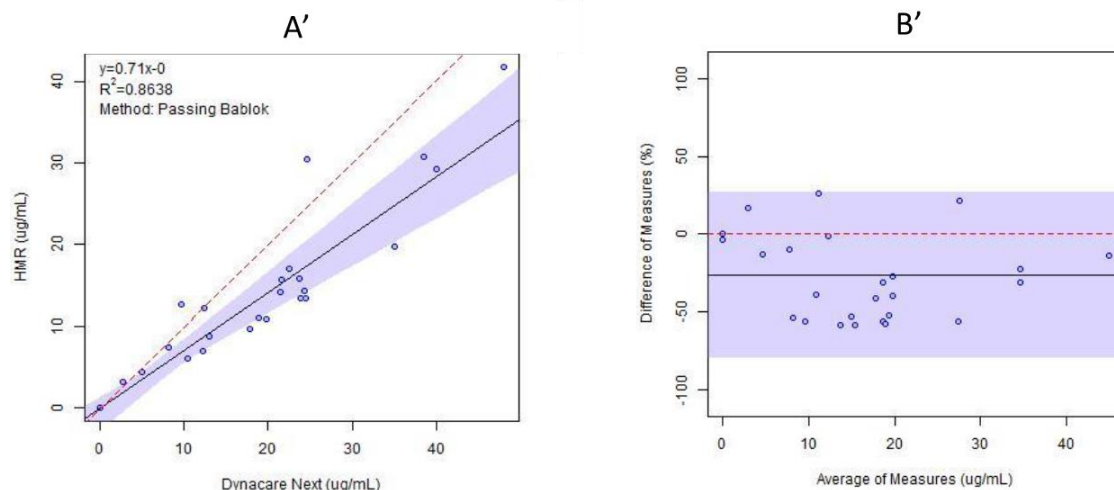 A’
y=0.71x-0
R²=0.8638
Method: Passing Bablok
HMR (ug/mL)
40
30
20
10
0
0 10 20 30 40
Dynacare Next (ug/mL)
B’
Difference of Measures (%)
100
50
0
-50
-100
0 10 20 30 40
Average of Measures (ug/mL)